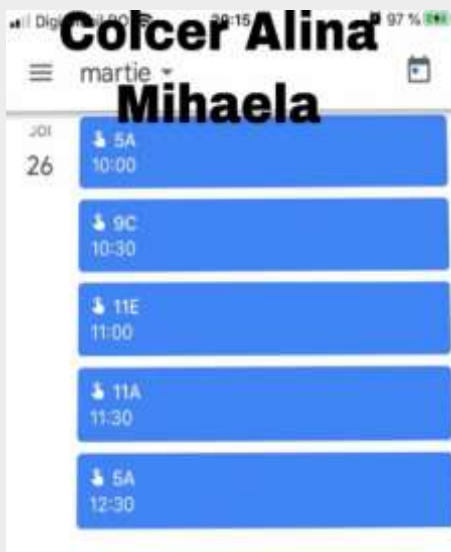 Colcer Alina
97 %
martie
Mihaela
JOI
26
5A
10:00
9C
10:30
11E
11:00
11A
11:30
5A
12:30